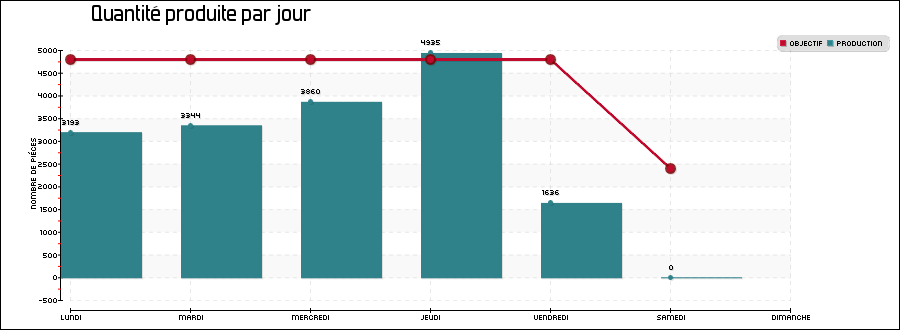 Quantité produite par jour
OBJECTIF
PRODUCTION
NOMBRE DE PIÈCES
5000
4500
4000
3500
3000
2500
2000
1500
1000
500
0
-500
3193
3344
3860
4935
1636
0
LUNDI
MARDI
MERCREDI
JEUDI
VENDREDI
SAMEDI
DIMANCHE